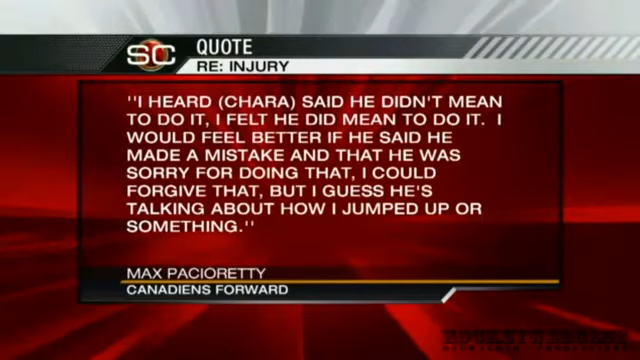 SC
QUOTE
RE: INJURY
"I HEARD (CHARA) SAID HE DIDN'T MEAN
TO DO IT, I FELT HE DID MEAN TO DO IT.  I
WOULD FEEL BETTER IF HE SAID HE
MADE A MISTAKE AND THAT HE WAS
SORRY FOR DOING THAT, I COULD
FORGIVE THAT, BUT I GUESS HE'S
TALKING ABOUT HOW I JUMPED UP OR
SOMETHING."
MAX PACIORETTY
CANADIENS FORWARD